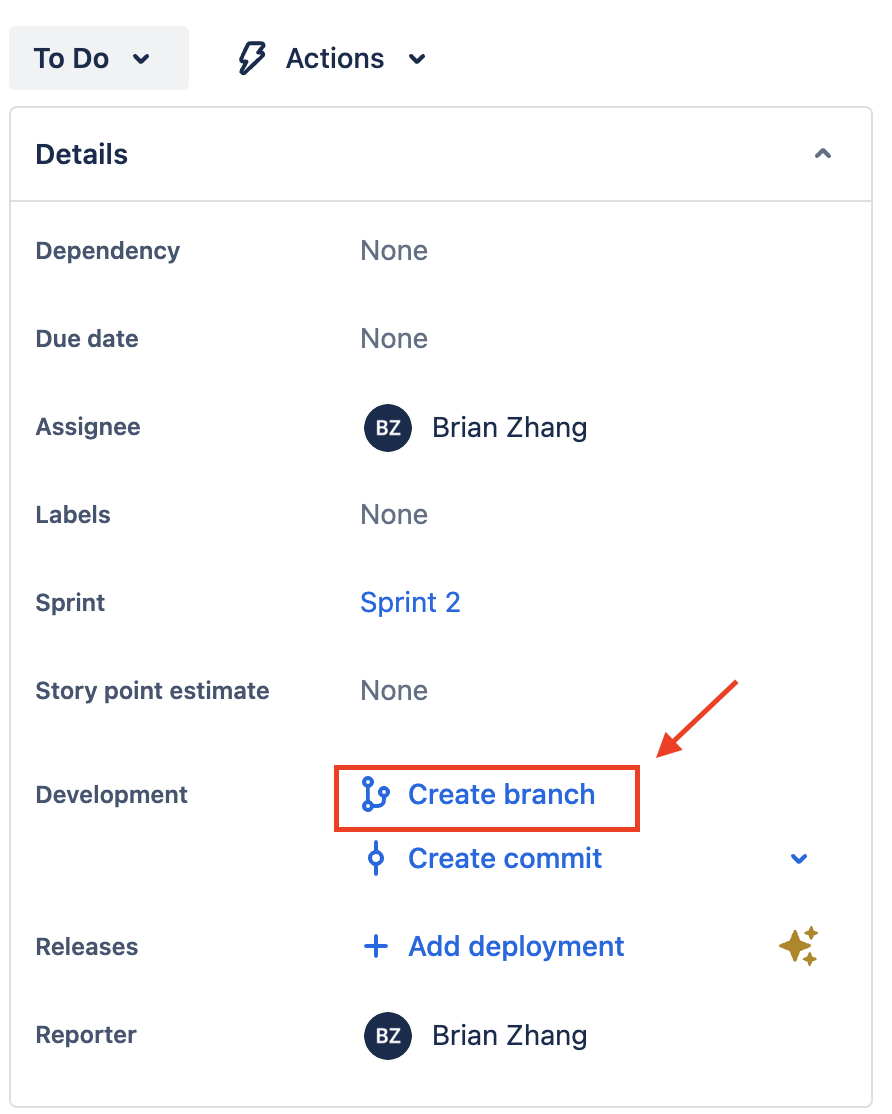 To Do Actions
Details
Dependency None
Due date None
Assignee BZ Brian Zhang
Labels None
Sprint Sprint 2
Story point estimate None
Development Create branch
Create commit
Releases Add deployment
Reporter BZ Brian Zhang